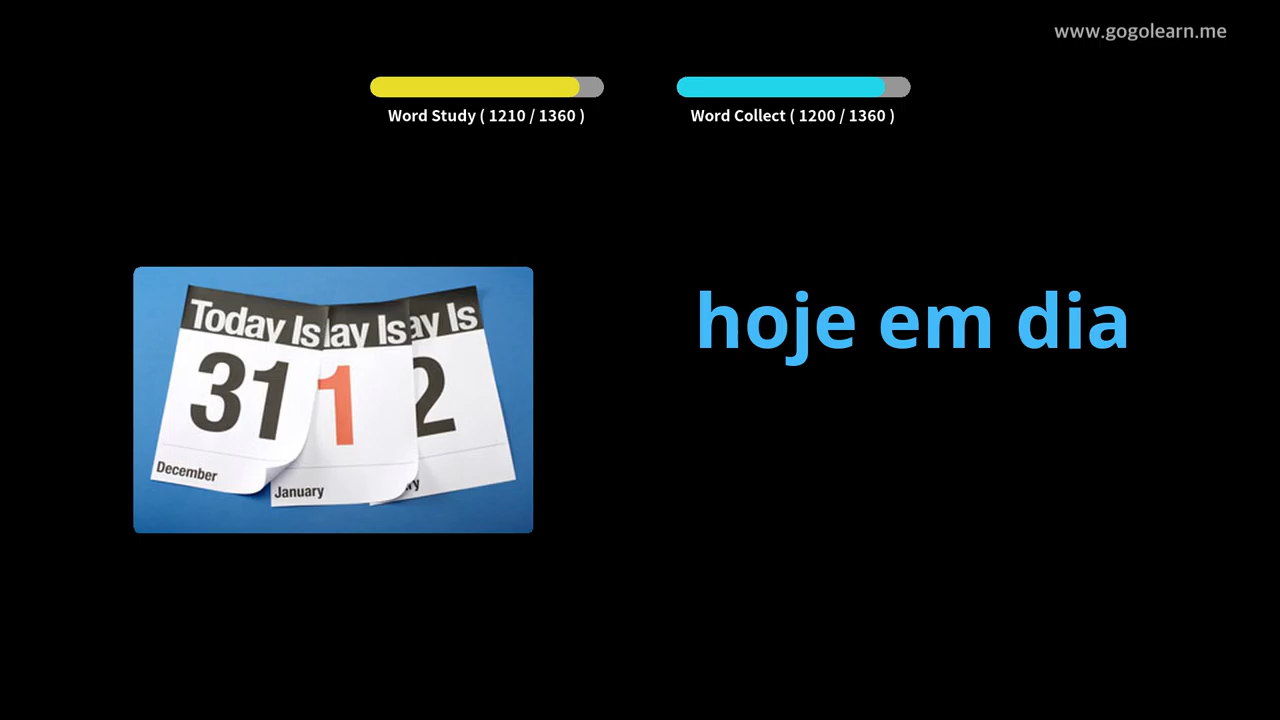 www.gogolearn.me
Word Study ( 1210 / 1360 )
Word Collect ( 1200 / 1360 )
hoje em dia
Today Is
31
December
ay Is
1
January
ay Is
2
ry